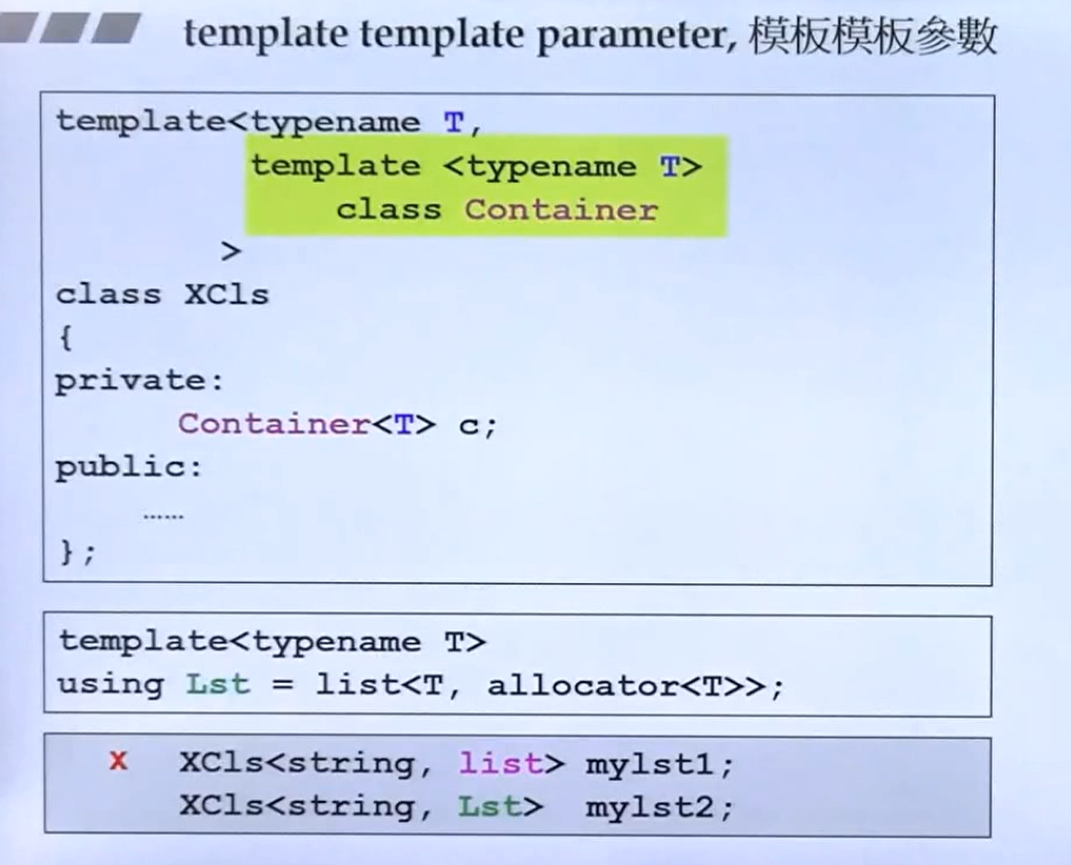 template template parameter, 模板模板參數
template<typename T,
template <typename T>
class Container
>
class XCls
{
private:
Container<T> c;
public:
......
};
template<typename T>
using Lst = list<T, allocator<T>>;
X XCls<string, list> mylst1;
XCls<string, Lst> mylst2;